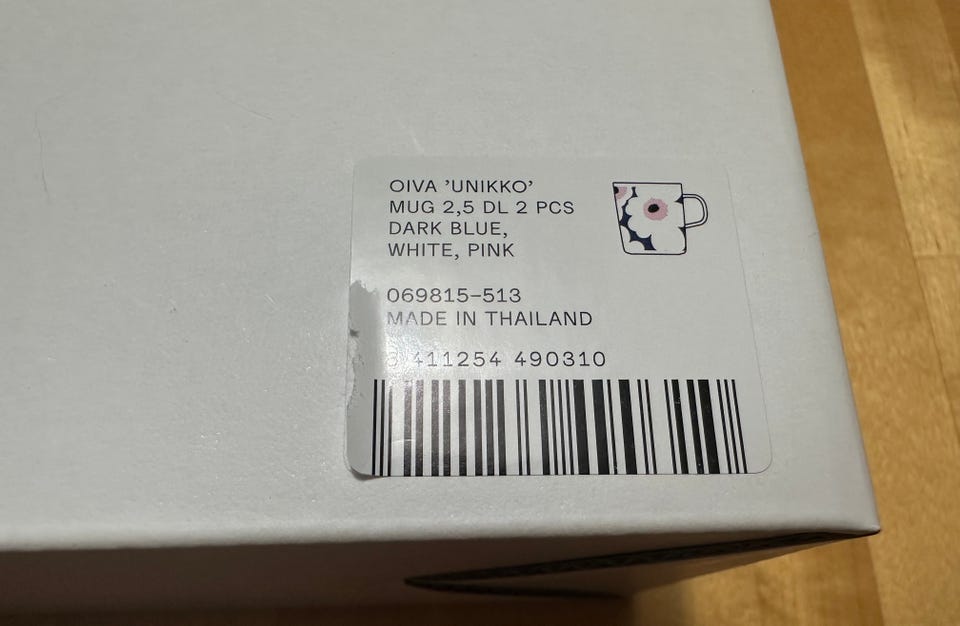 OIVA ’UNIKKO’
MUG 2,5 DL 2 PCS
DARK BLUE,
WHITE, PINK
069815–513
MADE IN THAILAND
6 411254 490310